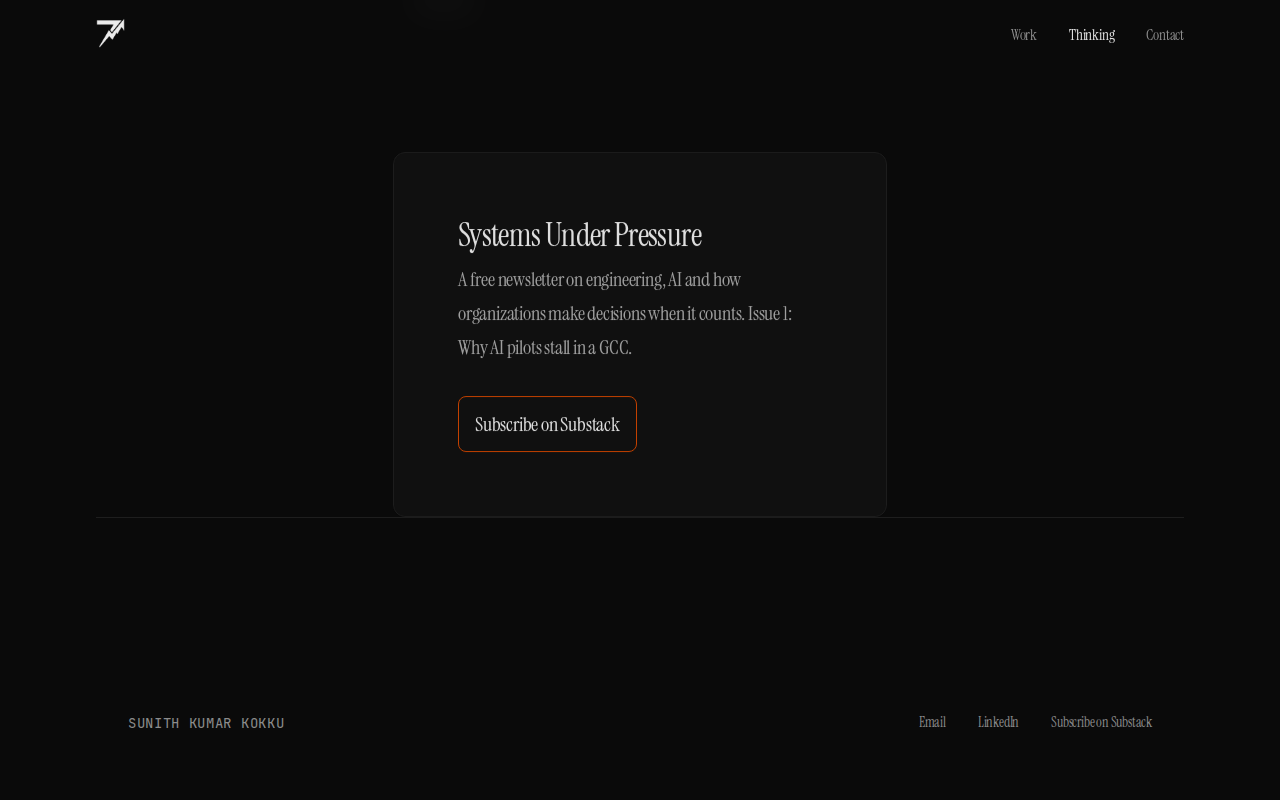 Work
Thinking
Contact
Systems Under Pressure
A free newsletter on engineering, AI and how
organizations make decisions when it counts. Issue 1:
Why AI pilots stall in a GCC.
Subscribe on Substack
SUNITH KUMAR KOKKU
Email
LinkedIn
Subscribe on Substack